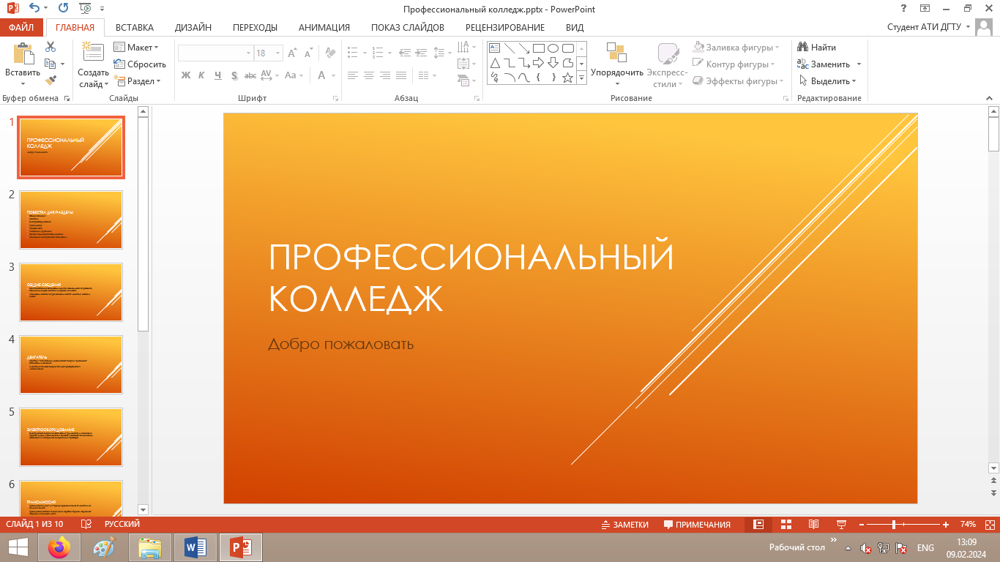 Профессиональный колледж.pptx - PowerPoint
ФАЙЛ ГЛАВНАЯ ВСТАВКА ДИЗАЙН ПЕРЕХОДЫ АНИМАЦИЯ ПОКАЗ СЛАЙДОВ РЕЦЕНЗИРОВАНИЕ ВИД Студент АТИ ДГТУ
Вставить
Буфер обмена
Создать слайд
Макет
Сбросить
Раздел
Слайды
18
Ж К Ч S abc AV Aa A
Шрифт
Абзац
Упорядочить
Экспресс-стили
Заливка фигуры
Контур фигуры
Эффекты фигуры
Рисование
Найти
Заменить
Выделить
Редактирование
1
ПРОФЕССИОНАЛЬНЫЙ
КОЛЛЕД�ж
2
ПОВЕСТКА ДНЯ/РАЗДЕЛЫ
3
ОБЩИЕ СВЕДЕНИЯ
4
ДВИГАТЕЛЬ
5
ЭЛЕКТРООБОРУДОВАНИЕ
6
ТРАНСМИССИЯ
ПРОФЕССИОНАЛЬНЫЙ
КОЛЛЕДЖ
Добро пожаловать
СЛАЙД 1 ИЗ 10 РУССКИЙ ЗАМЕТКИ ПРИМЕЧАНИЯ 74%
Рабочий стол » ENG
13:09
09.02.2024